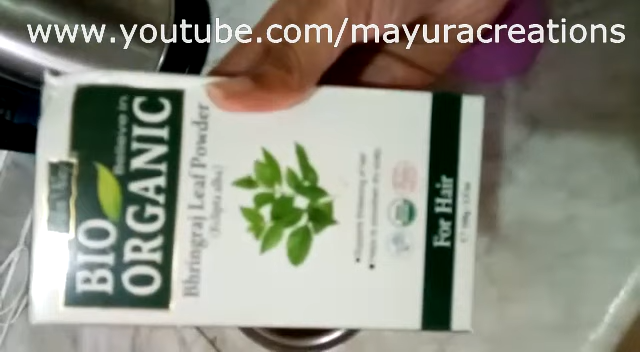 www.youtube.com/mayuracreations
Believe in
BIO
ORGANIC
Bhringraj Leaf Powder
(Eclipta alba)
For Hair